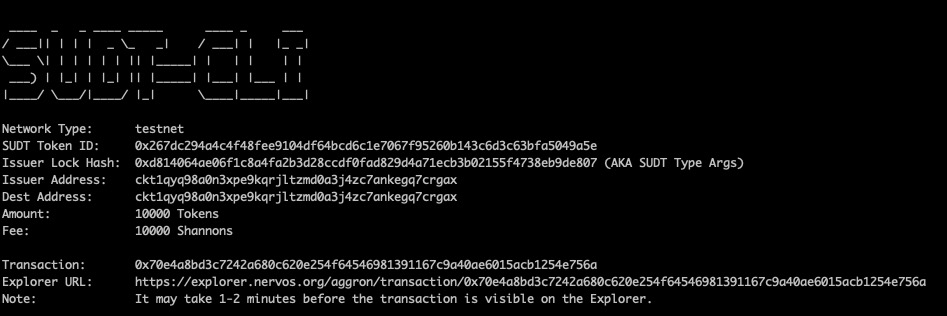 SUDT-CLI
Network Type: testnet
SUDT Token ID: 0x267dc294a4c4f48fee9104df64bcd6c1e7067f95260b143c6d3c63bfa5049a5e
Issuer Lock Hash: 0xd814064ae06f1c8a4fa2b3d28ccdf0fad829d4a71ecb3b02155f4738eb9de807 (AKA SUDT Type Args)
Issuer Address: ckt1qyq98a0n3xpe9kqrjltzmd0a3j4zc7ankegq7crgax
Dest Address: ckt1qyq98a0n3xpe9kqrjltzmd0a3j4zc7ankegq7crgax
Amount: 10000 Tokens
Fee: 10000 Shannons
Transaction: 0x70e4a8bd3c7242a680c620e254f64546981391167c9a40ae6015acb1254e756a
Explorer URL: https://explorer.nervos.org/aggron/transaction/0x70e4a8bd3c7242a680c620e254f64546981391167c9a40ae6015acb1254e756a
Note: It may take 1-2 minutes before the transaction is visible on the Explorer.